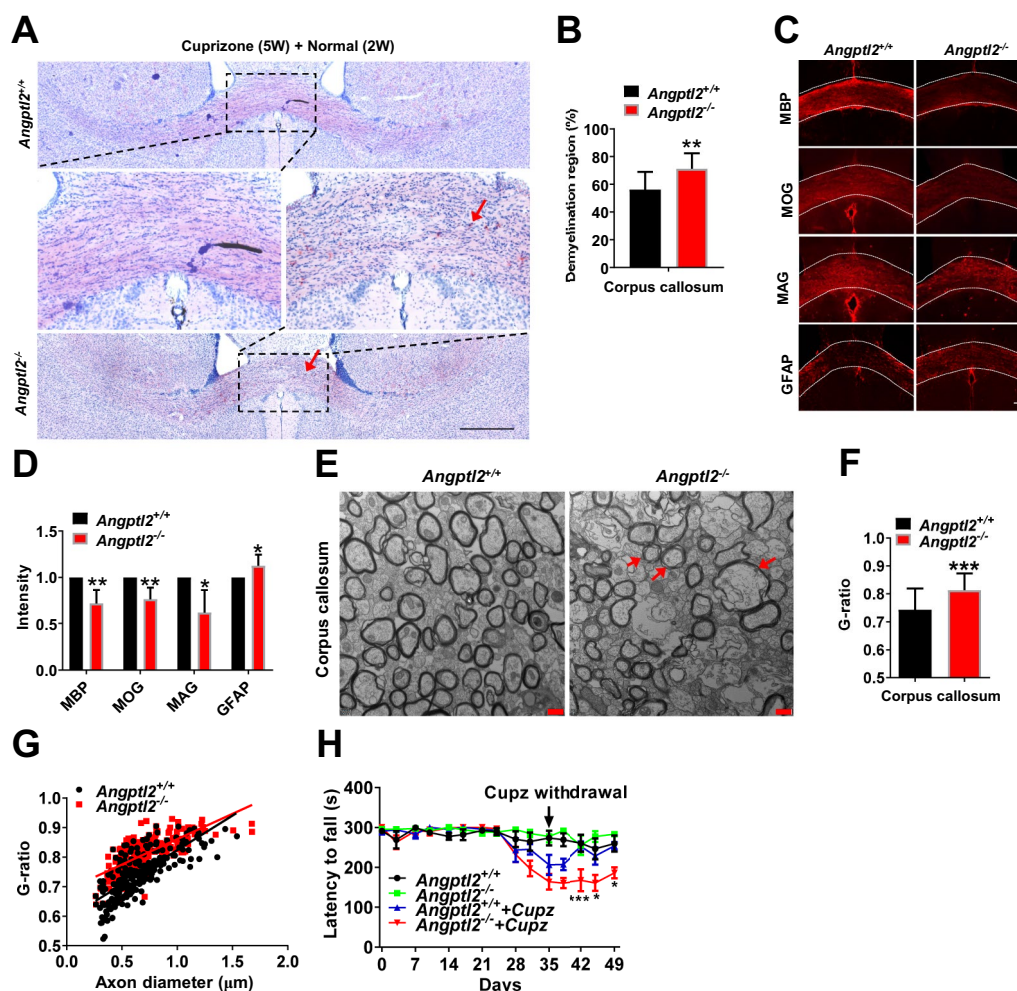 A
Cuprizone (5W) + Normal (2W)
Angptl2+/+
Angptl2-/-
B
Angptl2+/+
Angptl2-/-
Demyelination region (%)
100
80
60
40
20
0
**
Corpus callosum
C
Angptl2+/+ Angptl2-/-
MBP
MOG
MAG
GFAP
D
Angptl2+/+
Angptl2-/-
Intensity
1.5
1.0
0.5
0.0
** ** * *
MBP MOG MAG GFAP
E
Angptl2+/+ Angptl2-/-
Corpus callosum
F
Angptl2+/+
Angptl2-/-
G-ratio
1.0
0.9
0.8
0.7
0.6
0.5
***
Corpus callosum
G
Angptl2+/+
Angptl2-/-
G-ratio
1.0
0.9
0.8
0.7
0.6
0.5
0.0 0.5 1.0 1.5 2.0
Axon diameter (μm)
H
Cupz withdrawal
Latency to fall (s)
400
300
200
100
0
Angptl2+/+
Angptl2-/-
Angptl2+/+ +Cupz
Angptl2-/- +Cupz
*** * *
0 7 14 21 28 35 42 49
Days